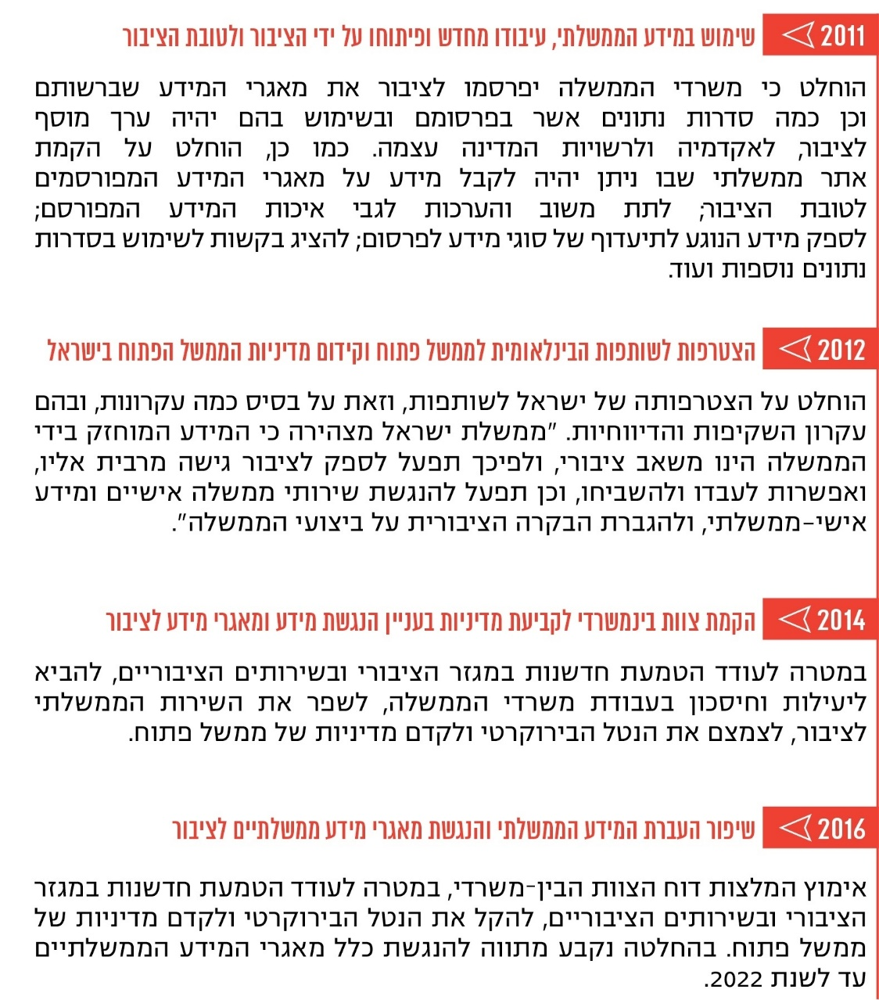 2011 שימוש במידע הממשלתי, עיבודו מחדש ופיתוחו על ידי הציבור ולטובת הציבור
הוחלט כי משרדי הממשלה יפרסמו לציבור את מאגרי המידע שברשותם
וכן כמה סדרות נתונים אשר בפרסומם ובשימוש בהם יהיה ערך מוסף
לציבור, לאקדמיה ולרשויות המדינה עצמה. כמו כן, הוחלט על הקמת
אתר ממשלתי שבו ניתן יהיה לקבל מידע על מאגרי המידע המפורסמים
לטובת הציבור; לתת משוב והערכות לגבי איכות המידע המפורסם;
לספק מידע הנוגע לתיעדוף של סוגי מידע לפרסום; להציג בקשות לשימוש בסדרות
נתונים נוספות ועוד.
2012 הצטרפות לשותפות הבינלאומית לממשל פתוח וקידום מדיניות הממשל הפתוח בישראל
הוחלט על הצטרפותה של ישראל לשותפות, וזאת על בסיס כמה עקרונות, ובהם
עקרון השקיפות והדיווחיות. "ממשלת ישראל מצהירה כי המידע המוחזק בידי
הממשלה הינו משאב ציבורי, ולפיכך תפעל לספק לציבור גישה מרבית אליו,
ואפשרות לעבדו ולהשביחו, וכן תפעל להנגשת שירותי ממשלה אישיים ומידע
אישי-ממשלתי, ולהגברת הבקרה הציבורית על ביצועי הממשלה".
2014 הקמת צוות בינמשרדי לקביעת מדיניות בעניין הנגשת מידע ומאגרי מידע לציבור
במטרה לעודד הטמעת חדשנות במגזר הציבורי ובשירותים הציבוריים, להביא
ליעילות וחיסכון בעבודת משרדי הממשלה, לשפר את השירות הממשלתי
לציבור, לצמצם את הנטל הבירוקרטי ולקדם מדיניות של ממשל פתוח.
2016 שיפור העברת המידע הממשלתי והנגשת מאגרי מידע ממשלתיים לציבור
אימוץ המלצות דוח הצוות הבין-משרדי, במטרה לעודד הטמעת חדשנות במגזר
הציבורי ובשירותים הציבוריים, להקל את הנטל הבירוקרטי ולקדם מדיניות של
ממשל פתוח. בהחלטה נקבע מתווה להנגשת כלל מאגרי המידע הממשלתיים
עד לשנת 2022.